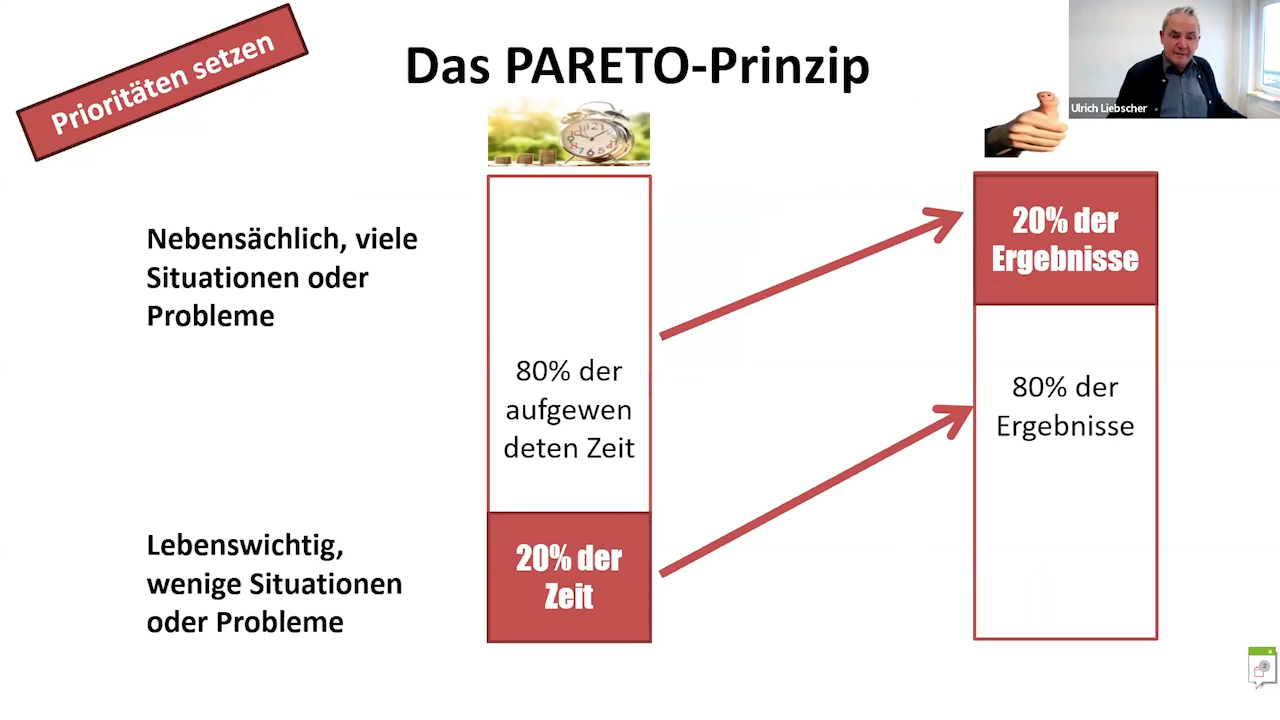 Prioritäten setzen
Das PARETO-Prinzip
Ulrich Liebscher
Nebensächlich, viele
Situationen oder
Probleme
80% der
aufgewen
deten Zeit
20% der
Ergebnisse
80% der
Ergebnisse
Lebenswichtig,
wenige Situationen
oder Probleme
20% der
Zeit
2